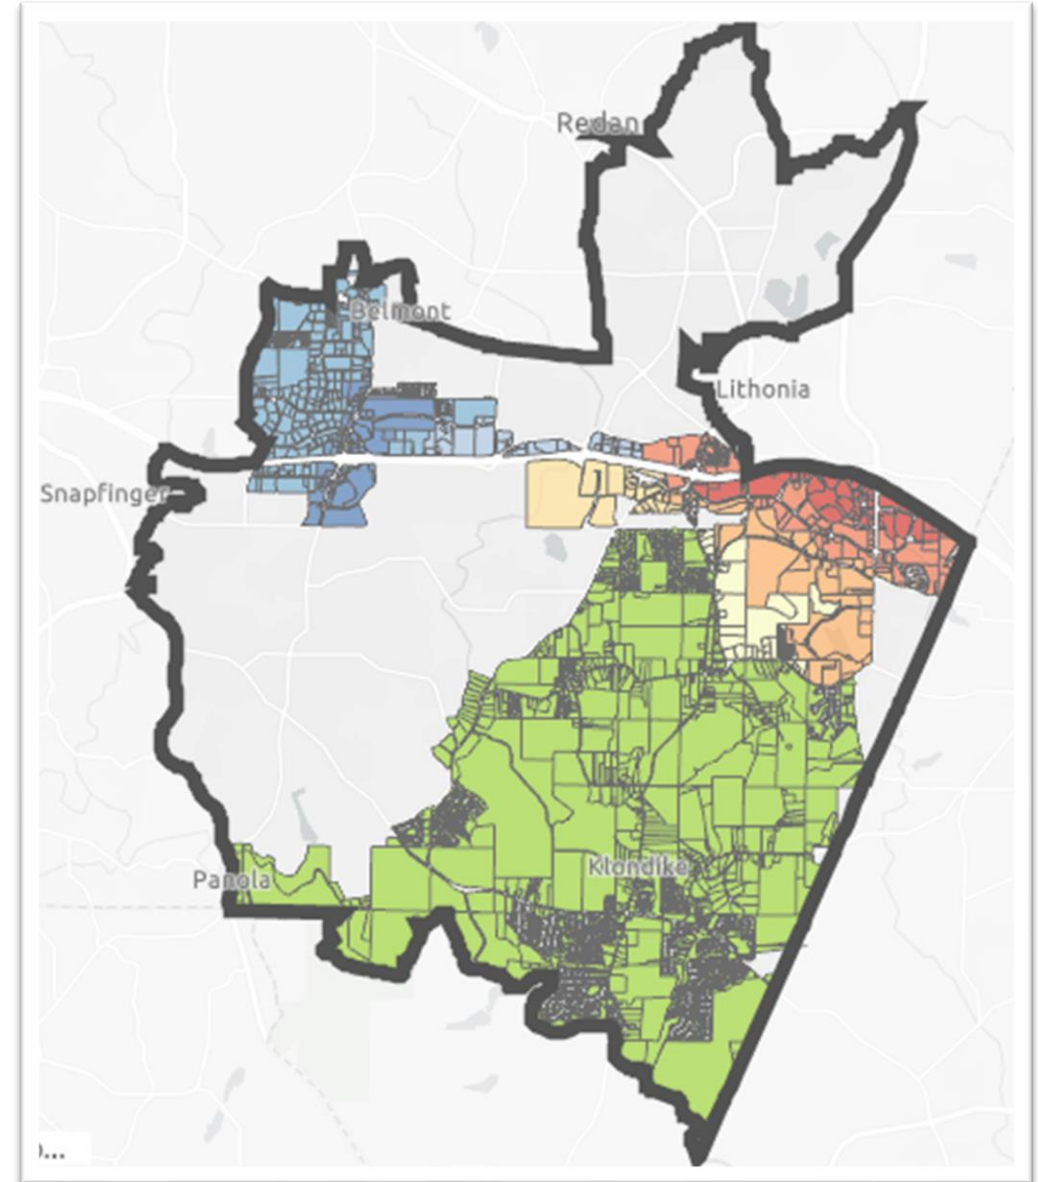 Redan
Belmont
Lithonia
Snapfinger
Klondike
Panola
)...